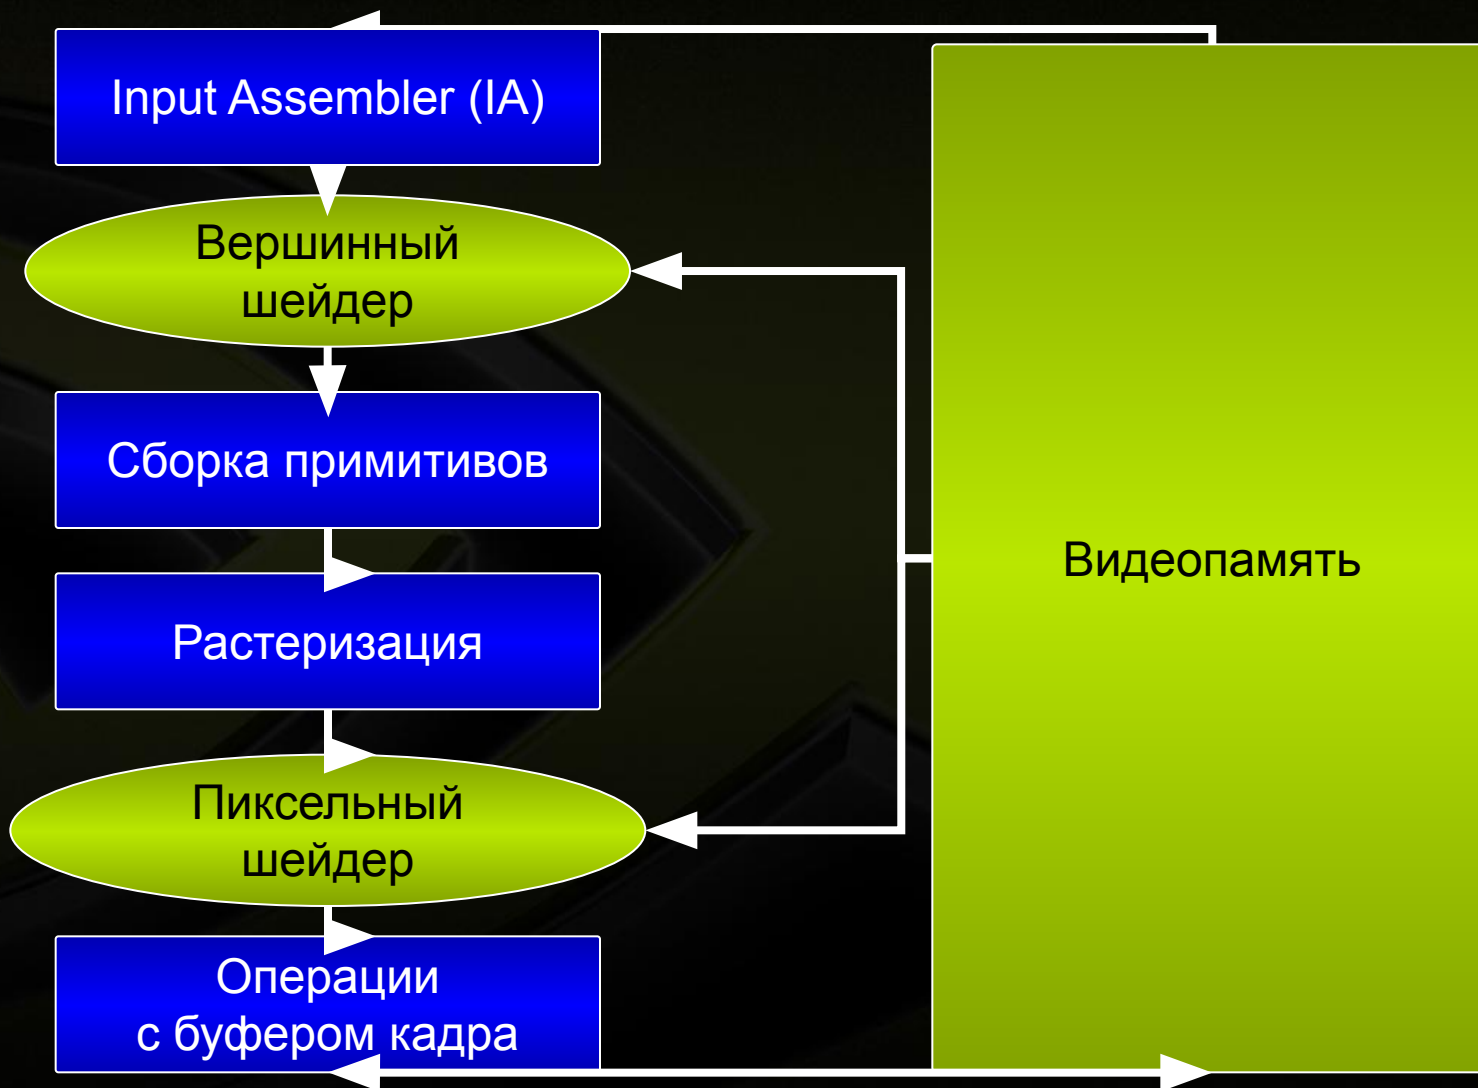 Input Assembler (IA)
Вершинный
шейдер
Сборка примитивов
Растеризация
Пиксельный
шейдер
Операции
с буфером кадра
Видеопамять